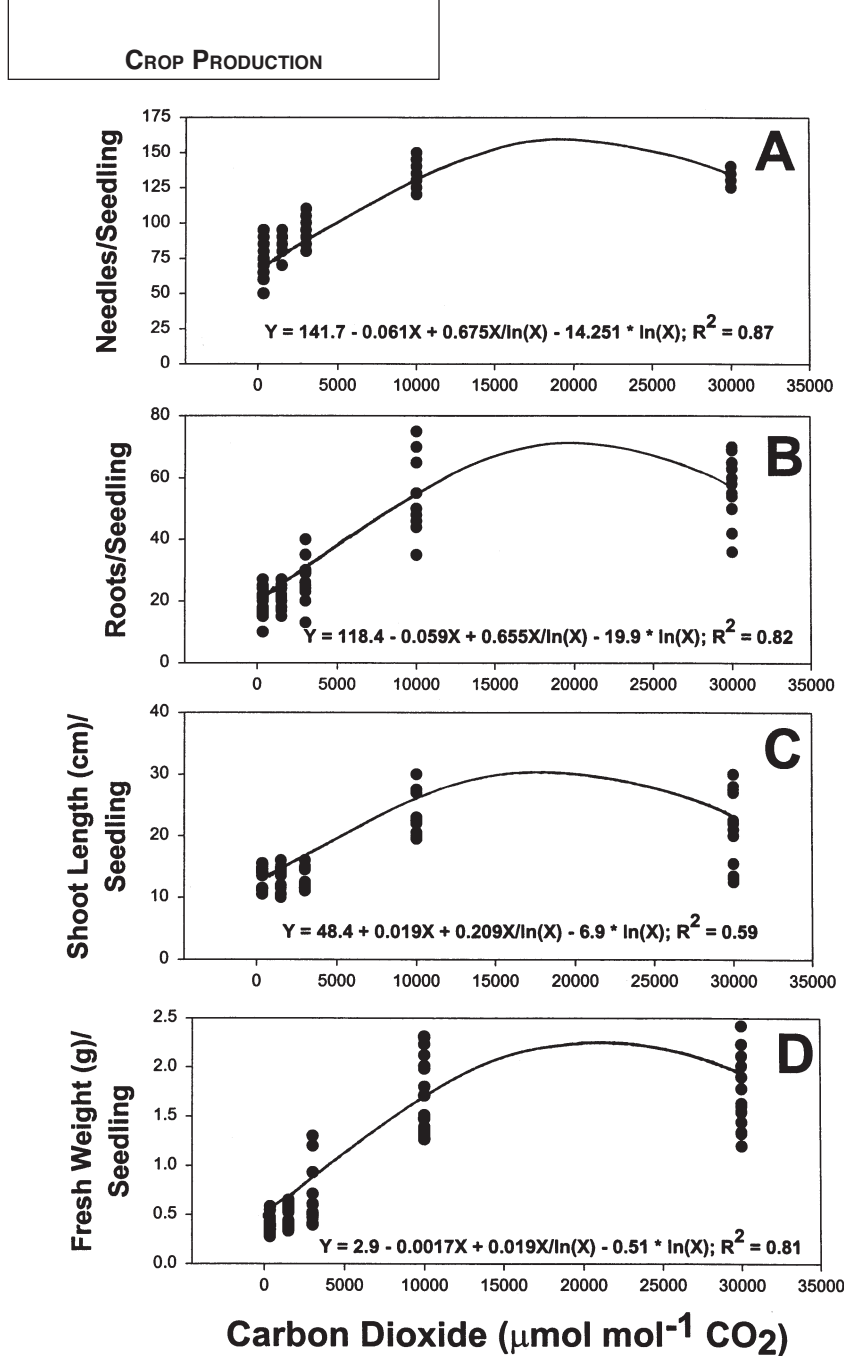 CROP PRODUCTION
175
150
125
100
75
50
25
0
Needles/Seedling
A
Y = 141.7 - 0.061X + 0.675X/ln(X) - 14.251 * ln(X); R2 = 0.87
0 5000 10000 15000 20000 25000 30000 35000
80
60
40
20
0
Roots/Seedling
B
Y = 118.4 - 0.059X + 0.655X/ln(X) - 19.9 * ln(X); R2 = 0.82
0 5000 10000 15000 20000 25000 30000 35000
40
30
20
10
0
Shoot Length (cm)/
Seedling
C
Y = 48.4 + 0.019X + 0.209X/ln(X) - 6.9 * ln(X); R2 = 0.59
0 5000 10000 15000 20000 25000 30000 35000
2.5
2.0
1.5
1.0
0.5
0.0
Fresh Weight (g)/
Seedling
D
Y = 2.9 - 0.0017X + 0.019X/ln(X) - 0.51 * ln(X); R2 = 0.81
0 5000 10000 15000 20000 25000 30000 35000
Carbon Dioxide (μmol mol-1 CO2)